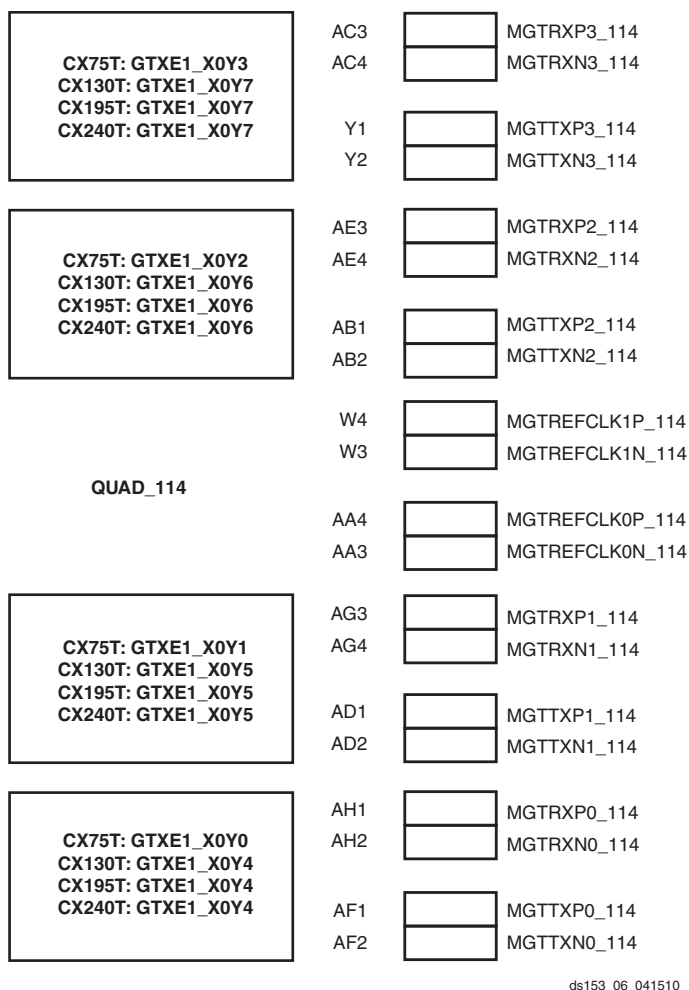 AC3 MGTRXP3_114
AC4 MGTRXN3_114
CX75T: GTXE1_X0Y3
CX130T: GTXE1_X0Y7
CX195T: GTXE1_X0Y7
CX240T: GTXE1_X0Y7
Y1 MGTTXP3_114
Y2 MGTTXN3_114
AE3 MGTRXP2_114
AE4 MGTRXN2_114
CX75T: GTXE1_X0Y2
CX130T: GTXE1_X0Y6
CX195T: GTXE1_X0Y6
CX240T: GTXE1_X0Y6
AB1 MGTTXP2_114
AB2 MGTTXN2_114
W4 MGTREFCLK1P_114
W3 MGTREFCLK1N_114
QUAD_114
AA4 MGTREFCLK0P_114
AA3 MGTREFCLK0N_114
AG3 MGTRXP1_114
AG4 MGTRXN1_114
CX75T: GTXE1_X0Y1
CX130T: GTXE1_X0Y5
CX195T: GTXE1_X0Y5
CX240T: GTXE1_X0Y5
AD1 MGTTXP1_114
AD2 MGTTXN1_114
AH1 MGTRXP0_114
AH2 MGTRXN0_114
CX75T: GTXE1_X0Y0
CX130T: GTXE1_X0Y4
CX195T: GTXE1_X0Y4
CX240T: GTXE1_X0Y4
AF1 MGTTXP0_114
AF2 MGTTXN0_114
ds153_06_041510